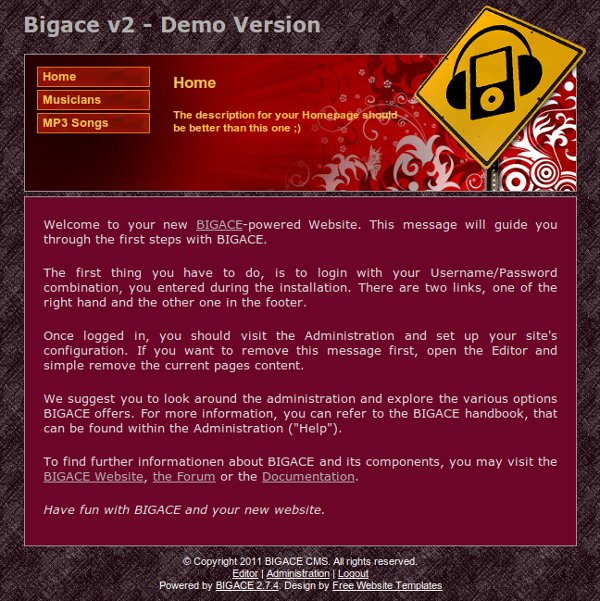 Bigace v2 - Demo Version
Home
Musicians
MP3 Songs
Home
The description for your Homepage should
be better than this one ;)
Welcome to your new BIGACE-powered Website. This message will guide you
through the first steps with BIGACE.
The first thing you have to do, is to login with your Username/Password
combination, you entered during the installation. There are two links, one of the
right hand and the other one in the footer.
Once logged in, you should visit the Administration and set up your site's
configuration. If you want to remove this message first, open the Editor and
simple remove the current pages content.
We suggest you to look around the administration and explore the various options
BIGACE offers. For more information, you can refer to the BIGACE handbook, that
can be found within the Administration ("Help").
To find further informationen about BIGACE and its components, you may visit the
BIGACE Website, the Forum or the Documentation.
Have fun with BIGACE and your new website.
© Copyright 2011 BIGACE CMS. All rights reserved.
Editor | Administration | Logout
Powered by BIGACE 2.7.4. Design by Free Website Templates